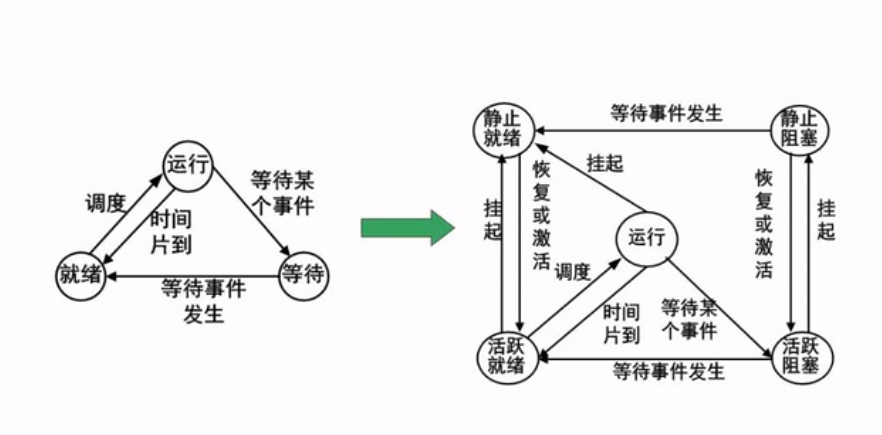 运行
调度
等待某
个事件
时间
片到
就绪
等待
等待事件
发生
静止
就绪
等待事件发生
静止
阻塞
挂起
恢复或激活
挂起
运行
恢复或激活
挂起
调度
时间
片到
等待某
个事件
活跃
就绪
等待事件发生
活跃
阻塞